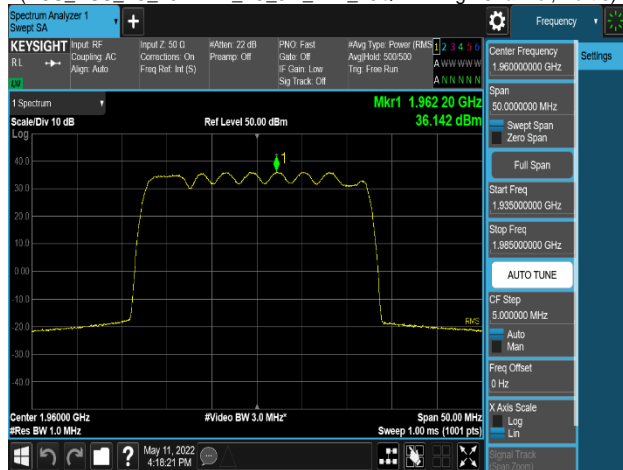 Spectrum Analyzer 1
Swept SA
+
Frequency
KEYSIGHT
RL
Input: RF
Coupling: AC
Align: Auto
Input Z: 50 Ω
Corrections: On
Freq Ref: Int (S)
#Atten: 22 dB
Preamp: Off
PNO: Fast
Gate: Off
IF Gain: Low
Sig Track: Off
#Avg Type: Power (RMS
Avg|Hold: 500/500
Trig: Free Run
1 2 3 4 5 6
A W W W W W
A N N N N N
1 Spectrum
Scale/Div 10 dB
Log
Ref Level 50.00 dBm
Mkr1 1.962 20 GHz
36.142 dBm
1
40.0
30.0
20.0
10.0
0.00
-10.0
-20.0
-30.0
-40.0
RMS
Center 1.96000 GHz
#Res BW 1.0 MHz
#Video BW 3.0 MHz*
Span 50.00 MHz
Sweep 1.00 ms (1001 pts)
May 11, 2022
4:18:21 PM
Center Frequency
1.960000000 GHz
Span
50.0000000 MHz
Swept Span
Zero Span
Full Span
Start Freq
1.935000000 GHz
Stop Freq
1.985000000 GHz
AUTO TUNE
CF Step
5.000000 MHz
Auto
Man
Freq Offset
0 Hz
X Axis Scale
Log
Lin
Signal Track
(Span Zoom)
Settings